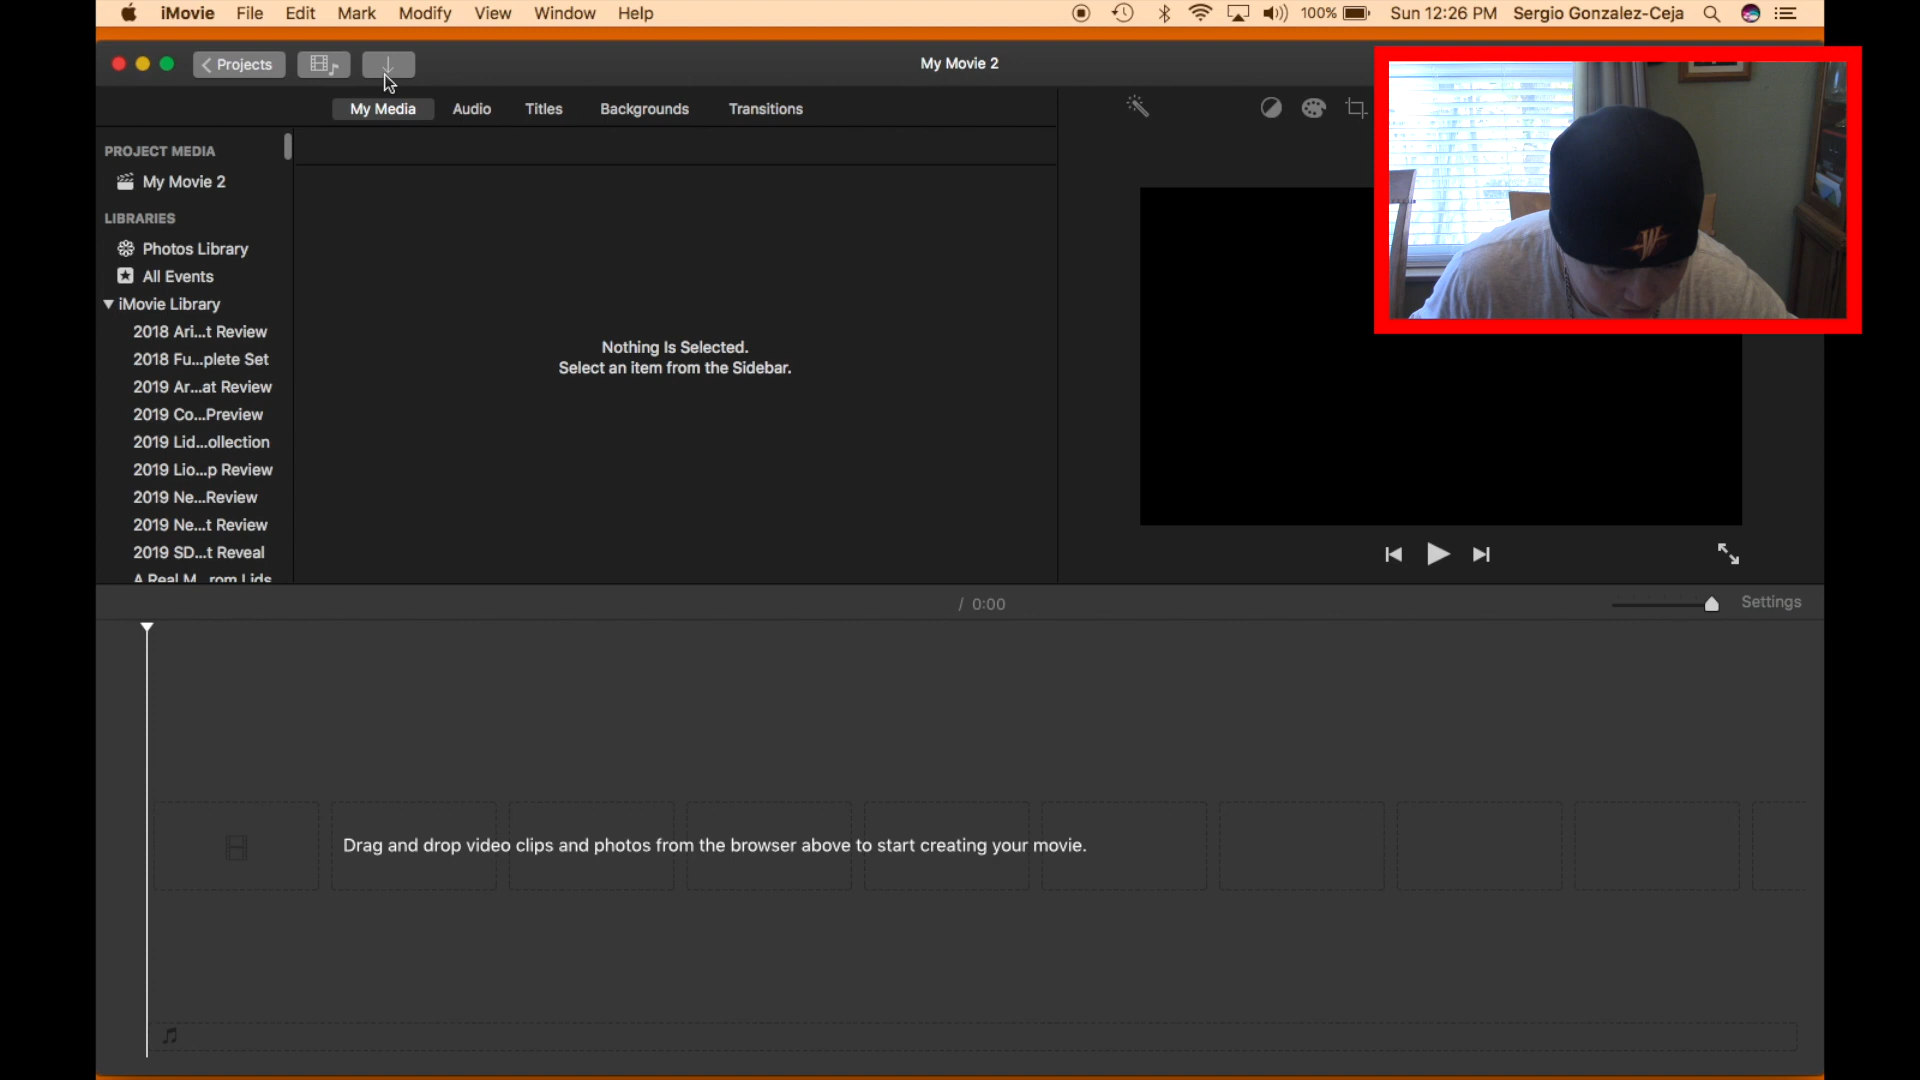 iMovie File Edit Mark Modify View Window Help 100% Sun 12:26 PM Sergio Gonzalez-Ceja
Projects My Movie 2
My Media Audio Titles Backgrounds Transitions
PROJECT MEDIA
My Movie 2
LIBRARIES
Photos Library
All Events
iMovie Library
2018 Ari...t Review
2018 Fu...plete Set
2019 Ar...at Review
2019 Co...Preview
2019 Lid...ollection
2019 Lio...p Review
2019 Ne...Review
2019 Ne...t Review
2019 SD...t Reveal
A Real M...rom Lids
Nothing Is Selected.
Select an item from the Sidebar.
/ 0:00
Settings
Drag and drop video clips and photos from the browser above to start creating your movie.